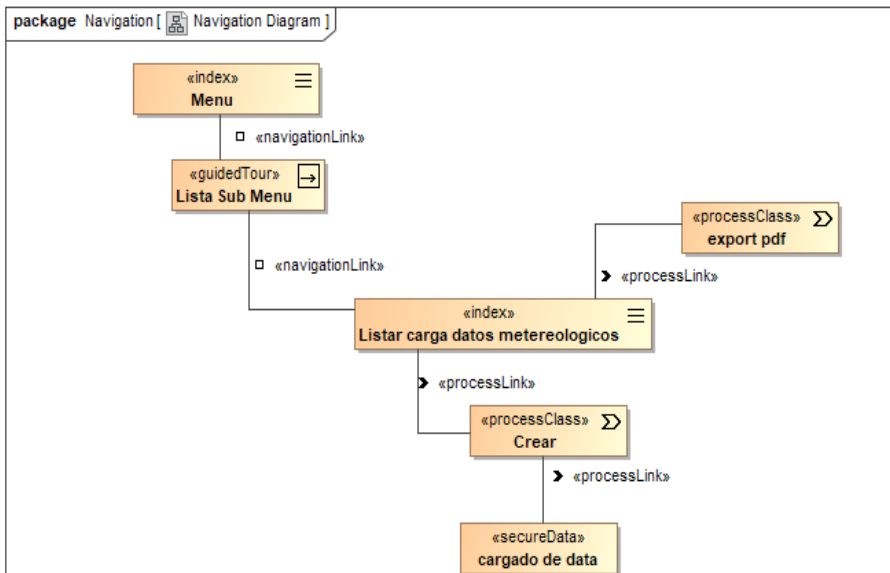 package Navigation [ Navigation Diagram ]
«index»
Menu
«navigationLink»
«guidedTour»
Lista Sub Menu
«navigationLink»
«processClass»
export pdf
«processLink»
«index»
Listar carga datos metereologicos
«processLink»
«processClass»
Crear
«processLink»
«secureData»
cargado de data